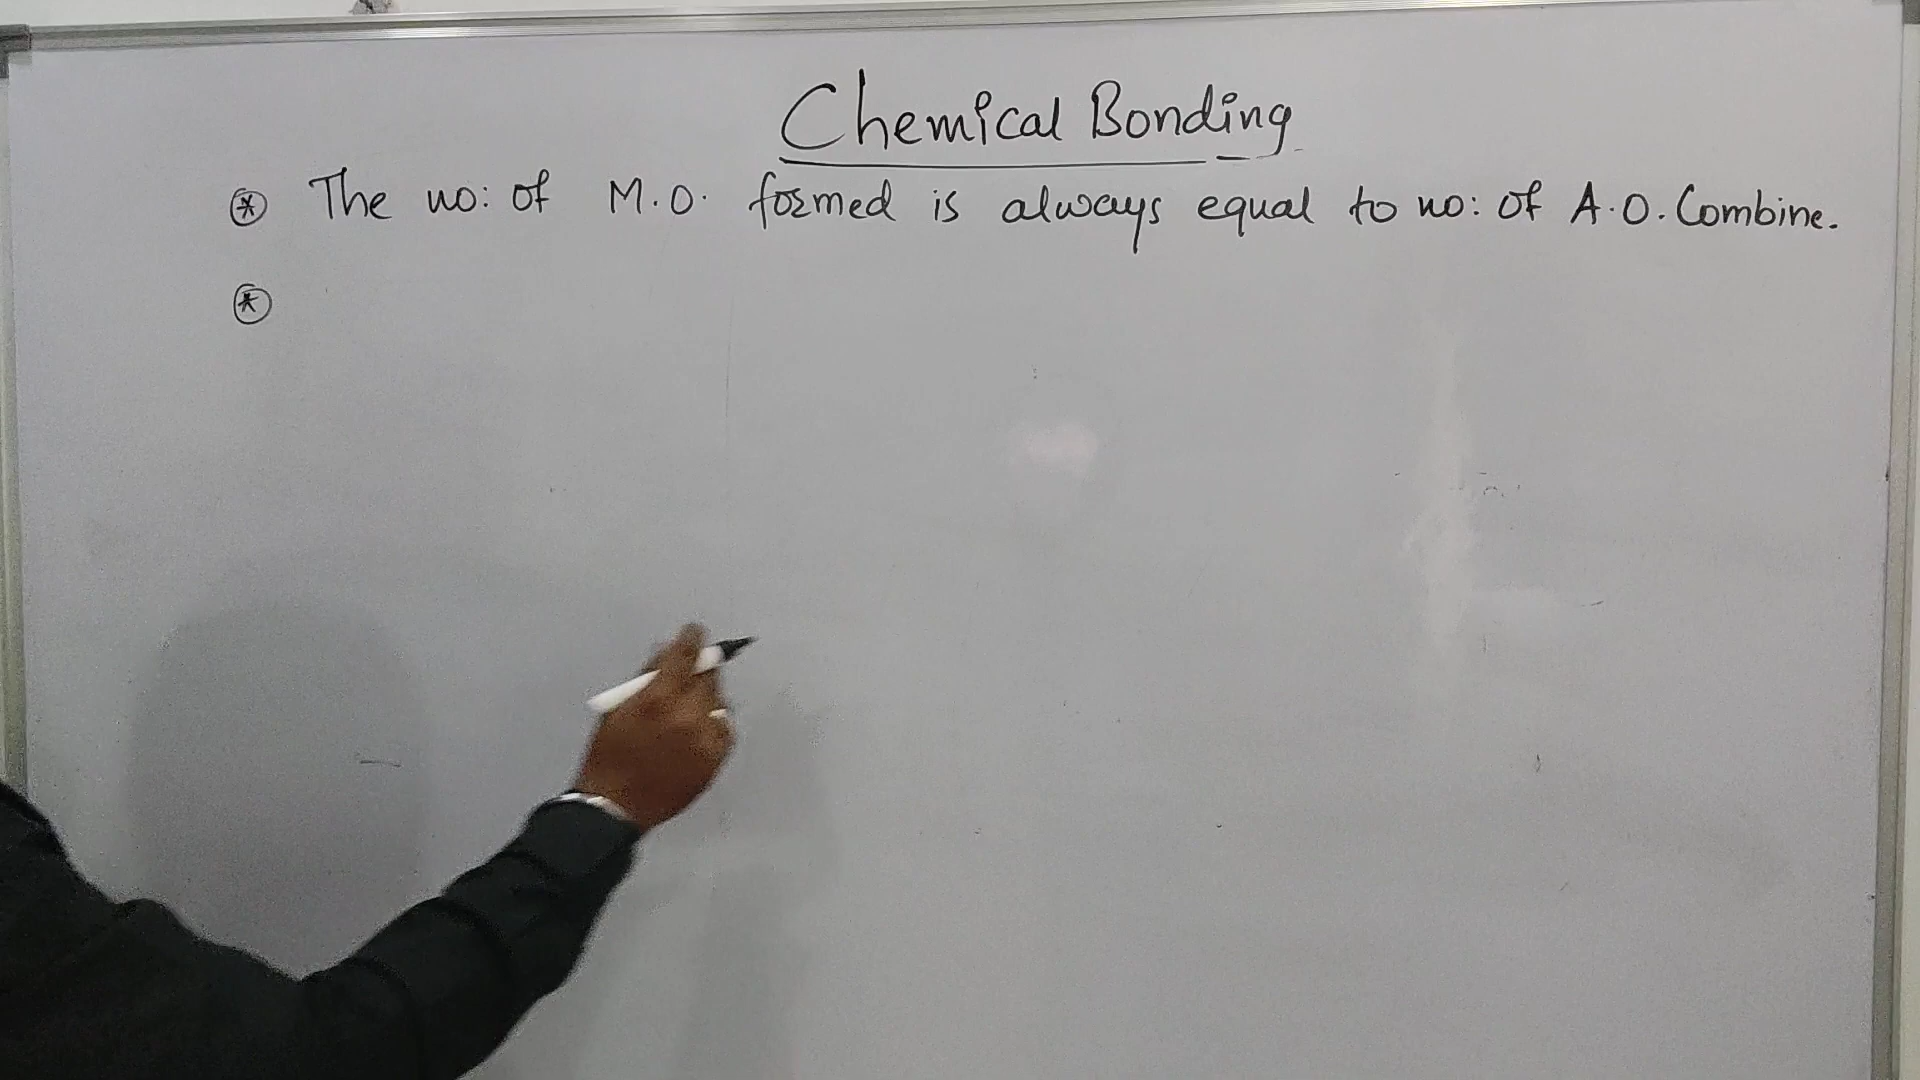 Chemical Bonding
⊛ The no: of M.O. formed is always equal to no: of A.O. Combine.
⊛